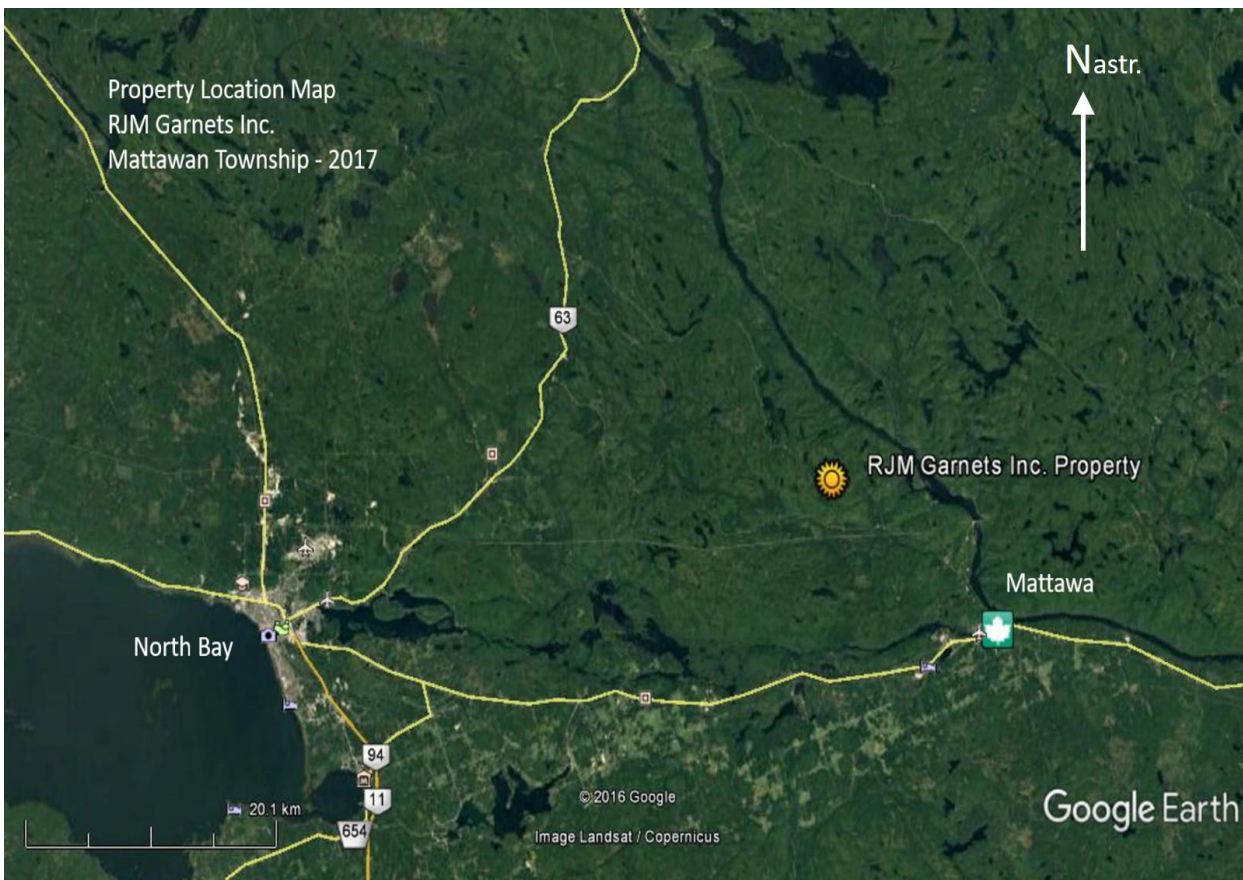 Property Location Map
RJM Garnets Inc.
Mattawan Township - 2017
Nastr.
63
RJM Garnets Inc. Property
Mattawa
North Bay
94
11
20.1 km
654
© 2016 Google
Image Landsat / Copernicus
Google Earth